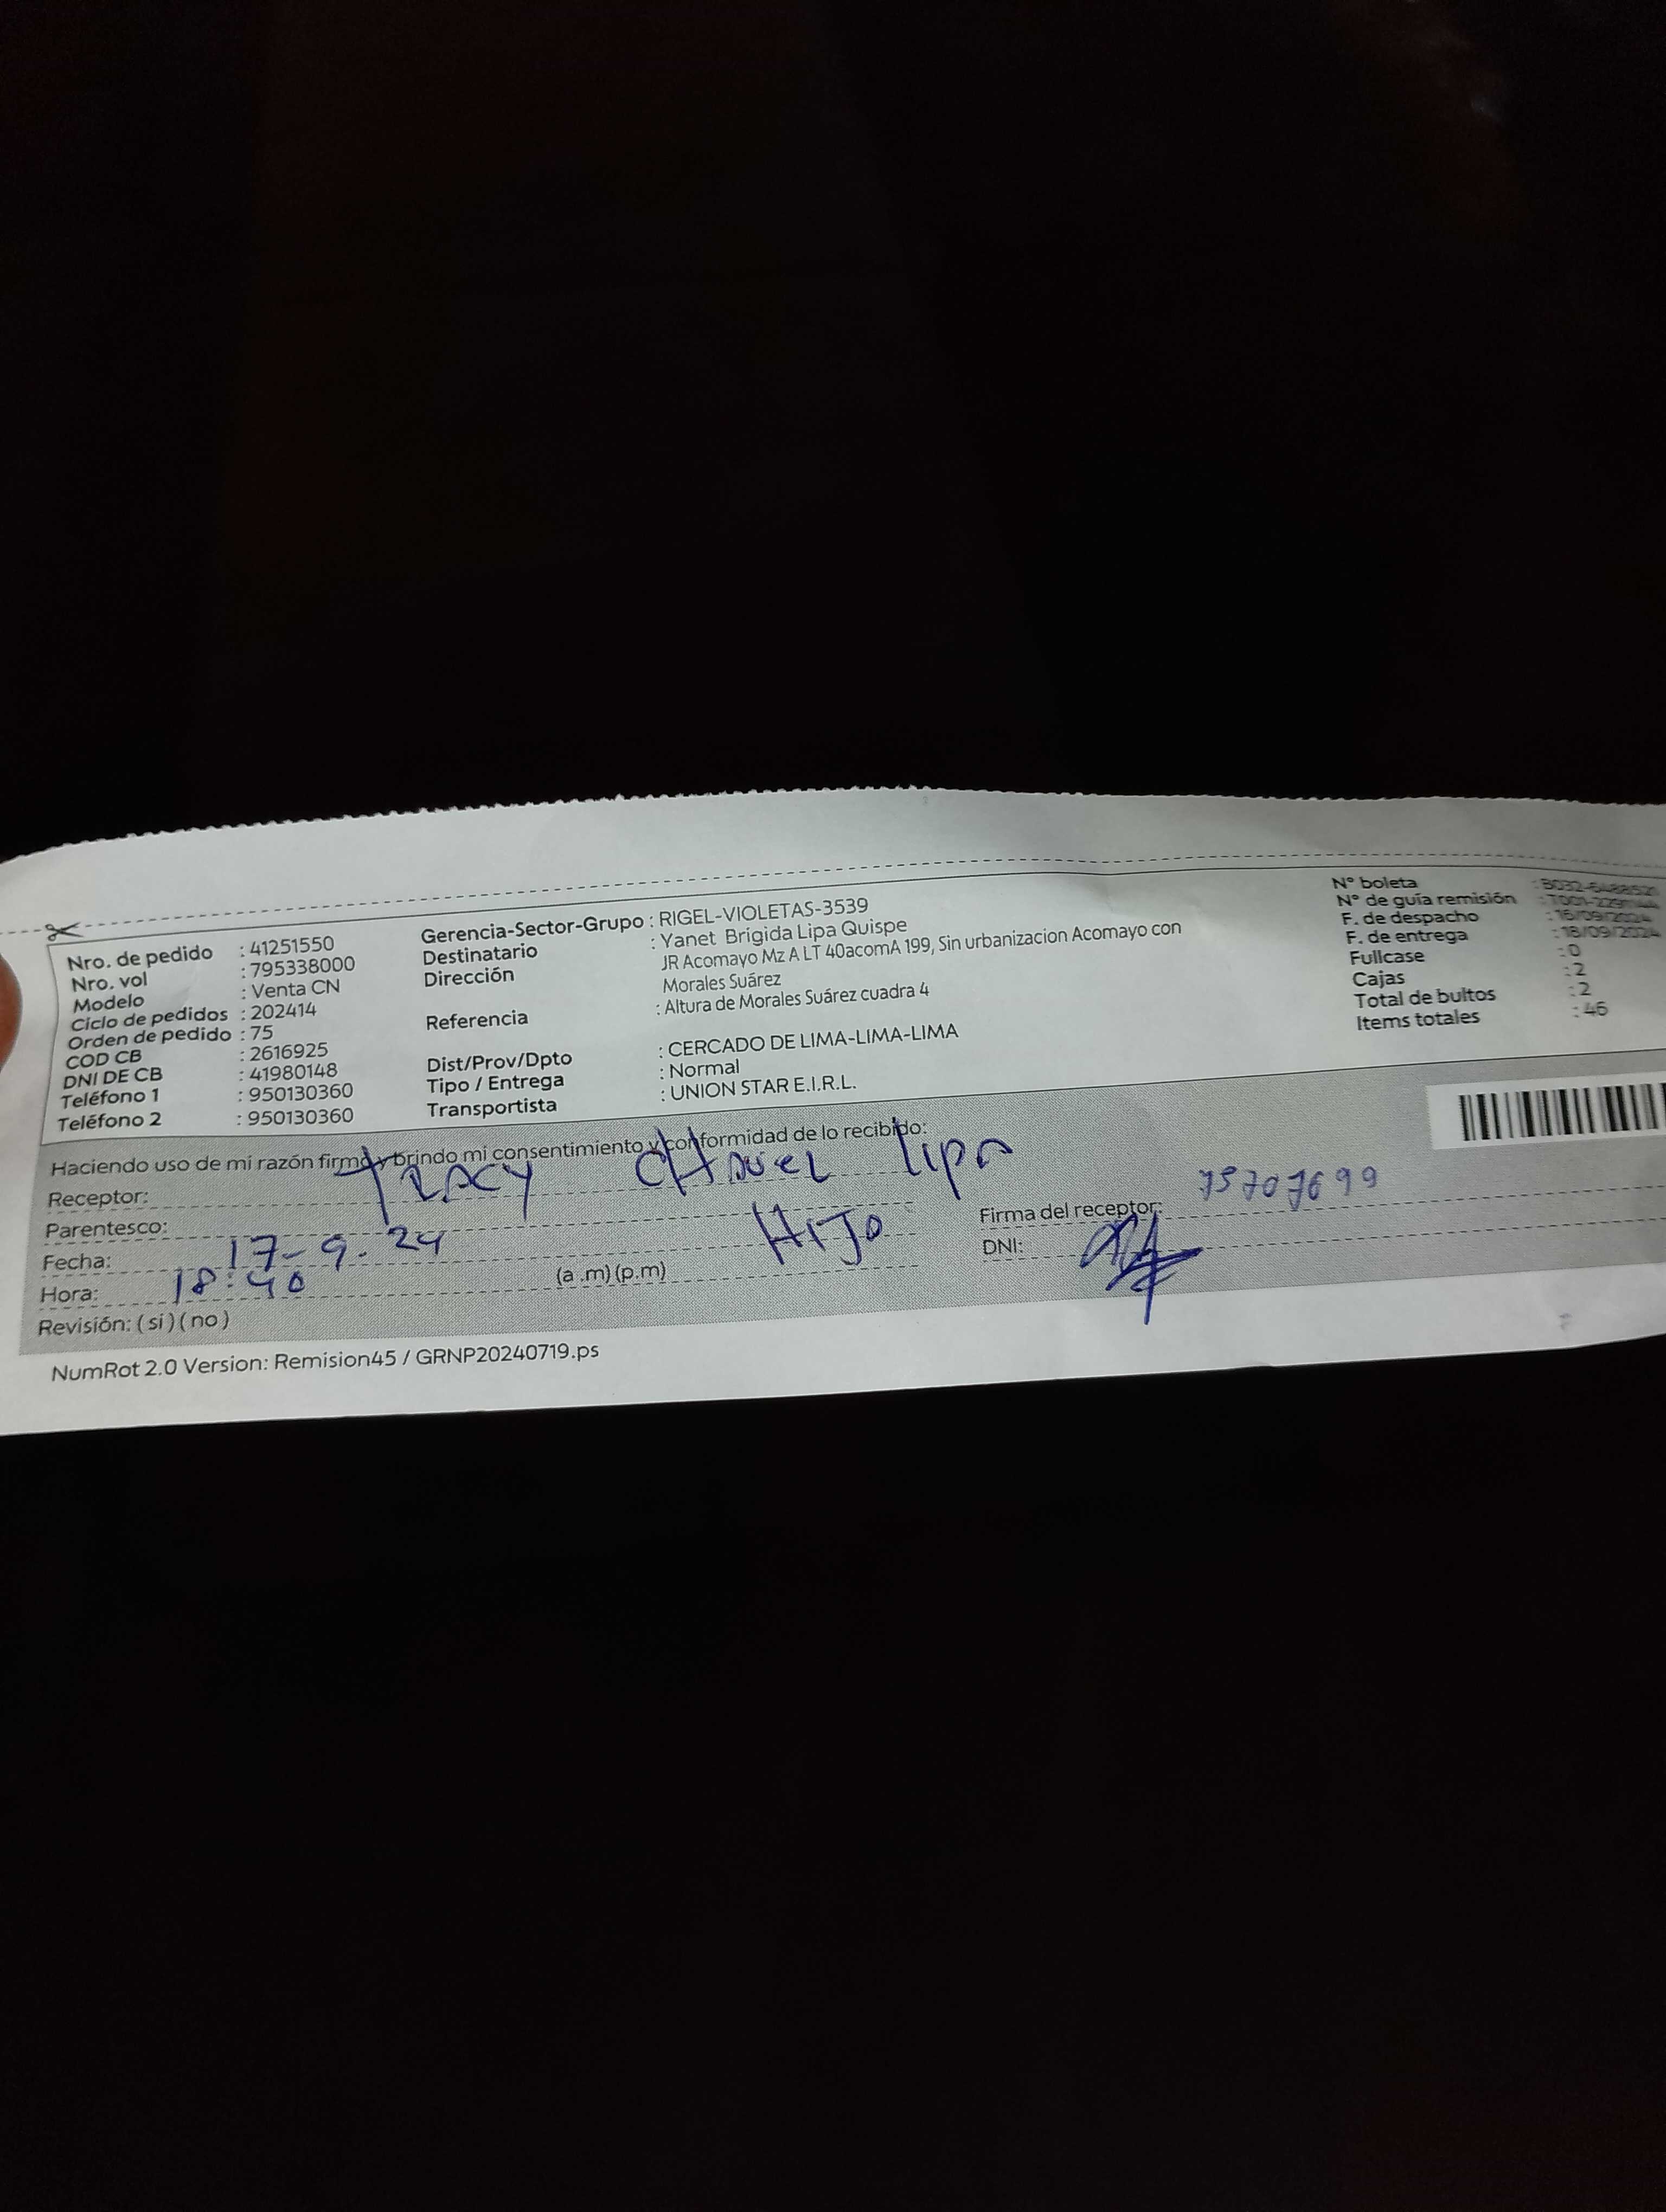 Nro. de pedido : 41251550
Nro. vol : 795338000
Modelo : Venta CN
Ciclo de pedidos : 202414
Orden de pedido : 75
COD CB : 2616925
DNI DE CB : 41980148
Teléfono 1 : 950130360
Teléfono 2 : 950130360
Gerencia-Sector-Grupo : RIGEL-VIOLETAS-3539
Destinatario : Yanet Brigida Lipa Quispe
Dirección JR Acomayo Mz A LT 40acomA 199, Sin urbanizacion Acomayo con
Morales Suárez
Referencia : Altura de Morales Suárez cuadra 4
Dist/Prov/Dpto : CERCADO DE LIMA-LIMA-LIMA
Tipo / Entrega : Normal
Transportista : UNION STAR E.I.R.L.
N° boleta
N° de guía remisión
F. de despacho : 16/09/2024
F. de entrega : 18/09/2024
Fullcase : 0
Cajas : 2
Total de bultos : 2
Items totales : 46
Haciendo uso de mi razón firmo y brindo mi consentimiento y conformidad de lo recibido:
Receptor: TRACY Lipa
Parentesco: HIJO
Fecha: 17-9.24
Hora: 18:40 (a .m) (p.m)
Revisión: ( si ) ( no )
Firma del receptor: 75707699
DNI:
NumRot 2.0 Version: Remision45 / GRNP20240719.ps